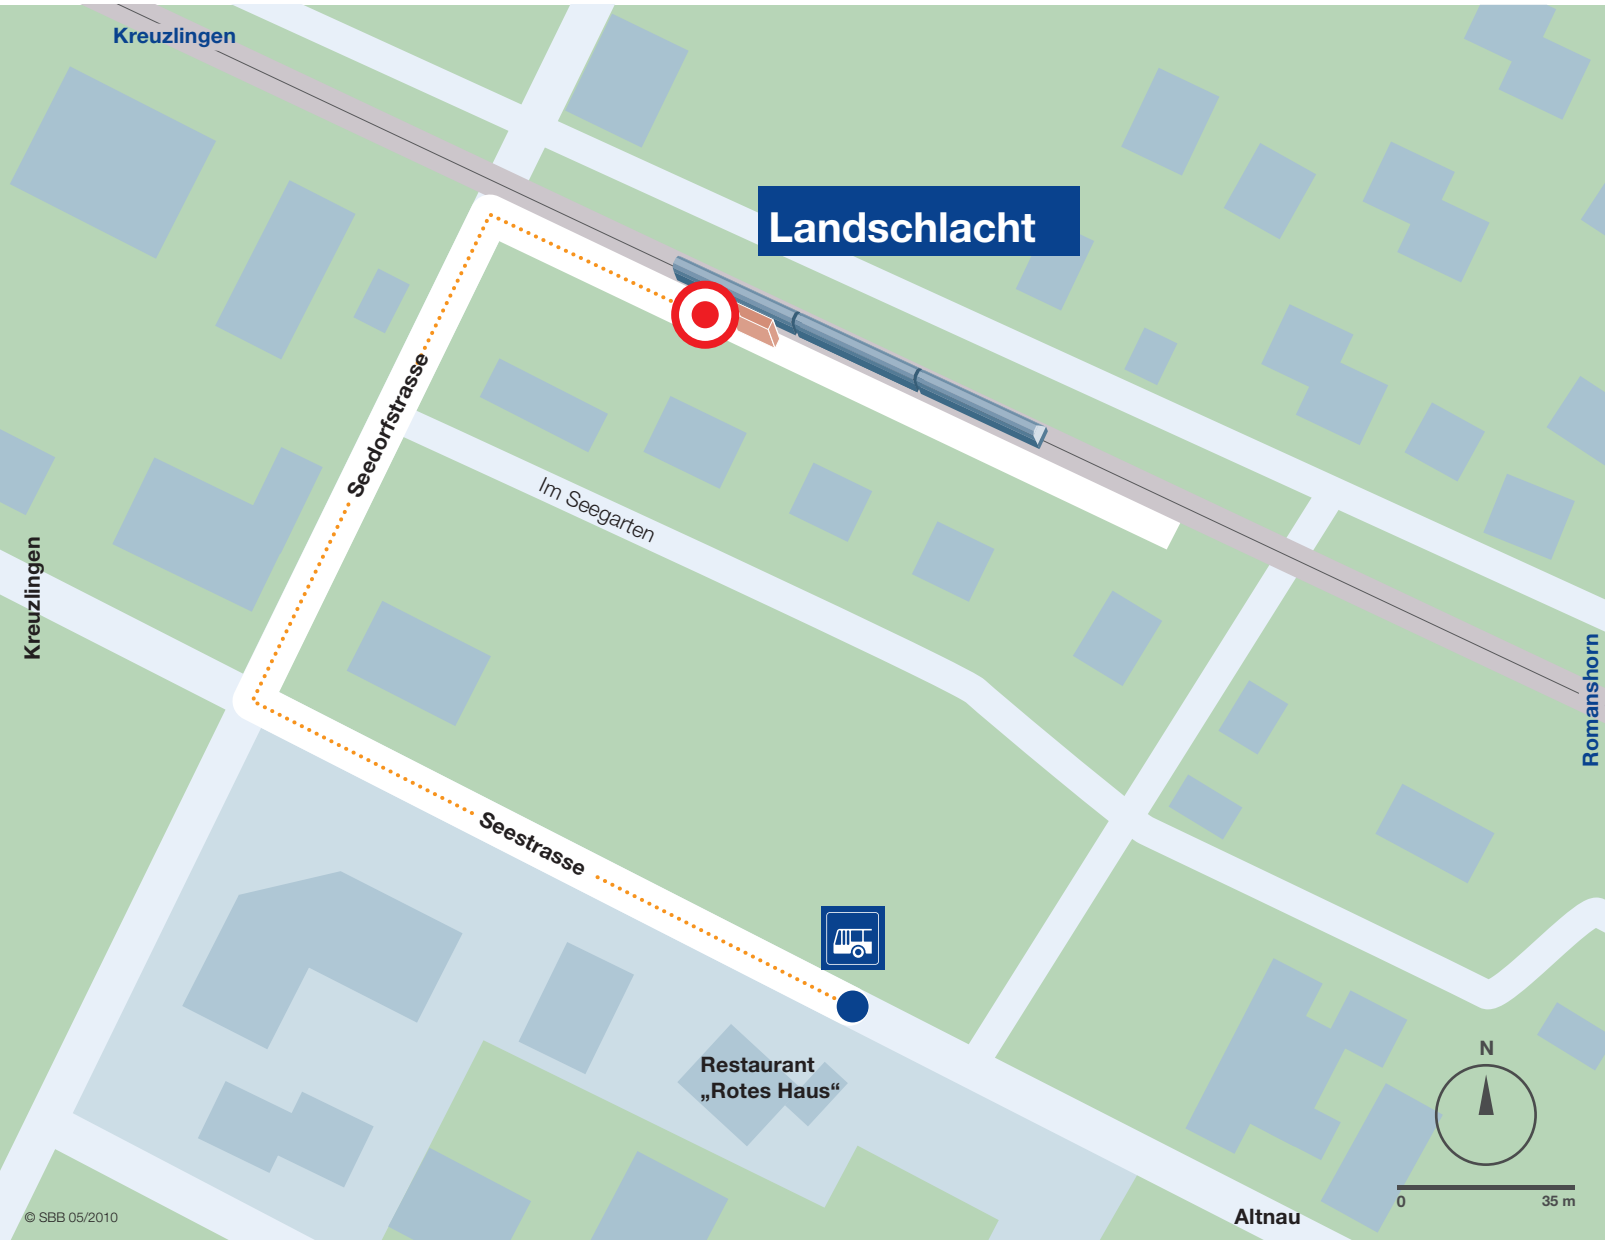 Kreuzlingen
Landschlacht
Seedorfstrasse
Im Seegarten
Kreuzlingen
Romanshorn
Seestrasse
Restaurant
„Rotes Haus“
N
0 35 m
Altnau
© SBB 05/2010